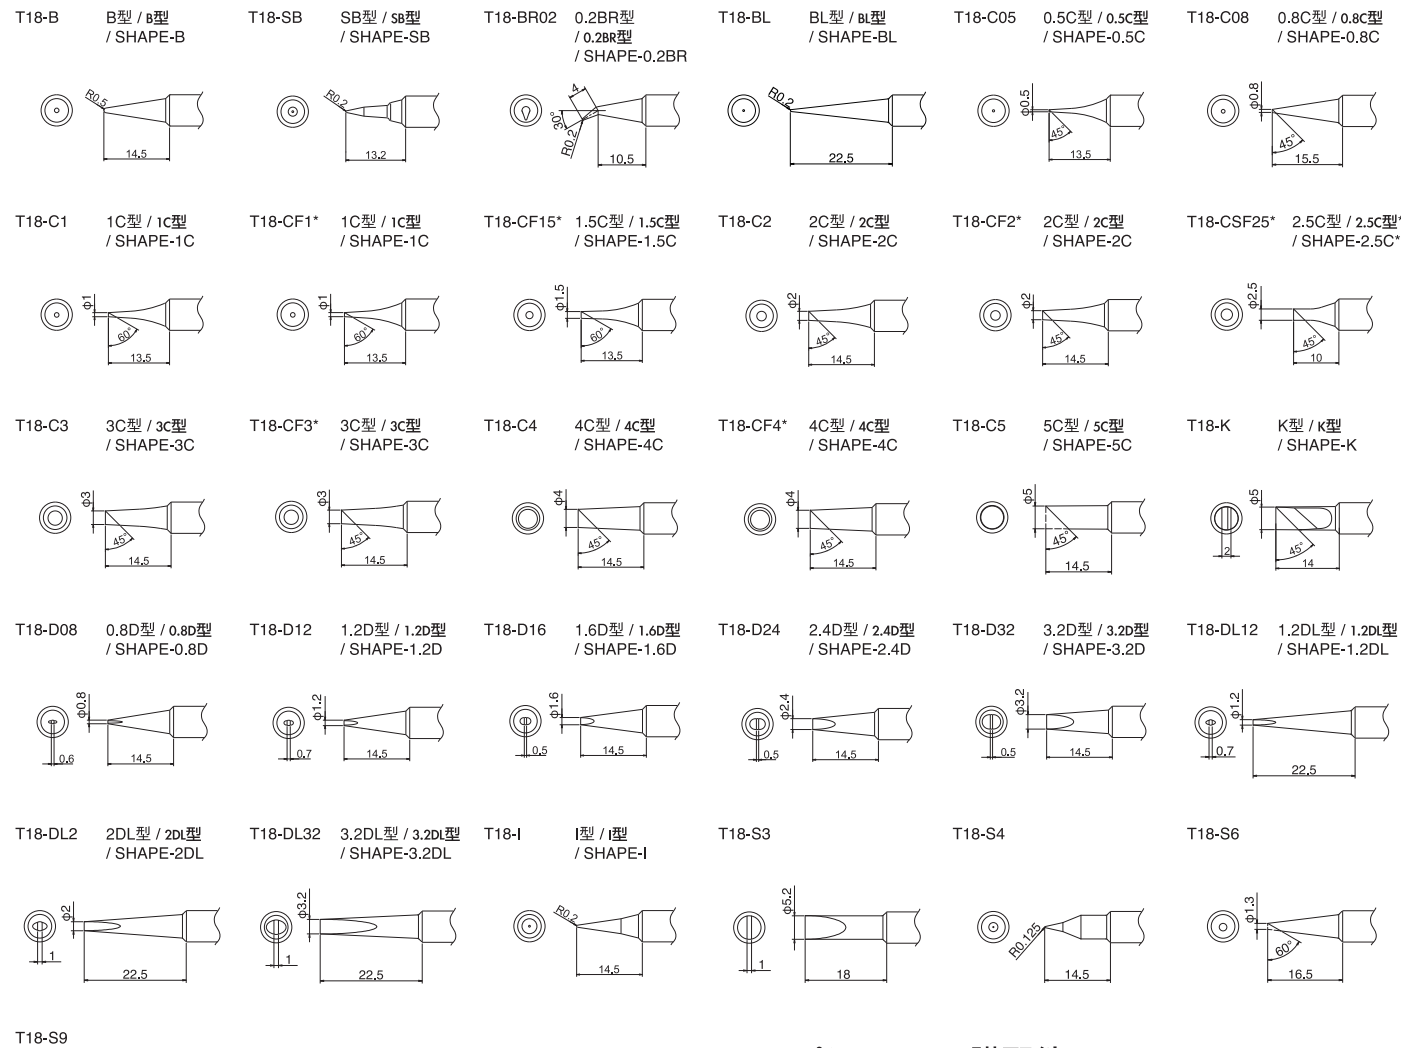 T18-B B型 / B型
/ SHAPE-B
T18-SB SB型 / SB型
/ SHAPE-SB
T18-BR02 0.2BR型
/ 0.2BR型
/ SHAPE-0.2BR
T18-BL BL型 / BL型
/ SHAPE-BL
T18-C05 0.5C型 / 0.5C型
/ SHAPE-0.5C
T18-C08 0.8C型 / 0.8C型
/ SHAPE-0.8C
R0.5
14.5
R0.2
13.2
4
30°
R0.2
10.5
R0.2
22.5
φ0.5
45°
13.5
φ0.8
45°
15.5
T18-C1 1C型 / 1C型
/ SHAPE-1C
T18-CF1* 1C型 / 1C型
/ SHAPE-1C
T18-CF15* 1.5C型 / 1.5C型
/ SHAPE-1.5C
T18-C2 2C型 / 2C型
/ SHAPE-2C
T18-CF2* 2C型 / 2C型
/ SHAPE-2C
T18-CSF25* 2.5C型 / 2.5C型*
/ SHAPE-2.5C*
φ1
60°
13.5
φ1
60°
13.5
φ1.5
60°
13.5
φ2
45°
14.5
φ2
45°
14.5
φ2.5
45°
10
T18-C3 3C型 / 3C型
/ SHAPE-3C
T18-CF3* 3C型 / 3C型
/ SHAPE-3C
T18-C4 4C型 / 4C型
/ SHAPE-4C
T18-CF4* 4C型 / 4C型
/ SHAPE-4C
T18-C5 5C型 / 5C型
/ SHAPE-5C
T18-K K型 / K型
/ SHAPE-K
φ3
45°
14.5
φ3
45°
14.5
φ4
45°
14.5
φ4
45°
14.5
φ5
45°
14.5
φ5
2
45°
14
T18-D08 0.8D型 / 0.8D型
/ SHAPE-0.8D
T18-D12 1.2D型 / 1.2D型
/ SHAPE-1.2D
T18-D16 1.6D型 / 1.6D型
/ SHAPE-1.6D
T18-D24 2.4D型 / 2.4D型
/ SHAPE-2.4D
T18-D32 3.2D型 / 3.2D型
/ SHAPE-3.2D
T18-DL12 1.2DL型 / 1.2DL型
/ SHAPE-1.2DL
φ0.8
0.6
14.5
φ1.2
0.7
14.5
φ1.6
0.5
14.5
φ2.4
0.5
14.5
φ3.2
0.5
14.5
φ1.2
0.7
22.5
T18-DL2 2DL型 / 2DL型
/ SHAPE-2DL
T18-DL32 3.2DL型 / 3.2DL型
/ SHAPE-3.2DL
T18-I I型 / I型
/ SHAPE-I
T18-S3
T18-S4
T18-S6
φ2
1
22.5
φ3.2
1
22.5
R0.2
14.5
φ5.2
1
18
R0.125
14.5
φ1.3
60°
16.5
T18-S9